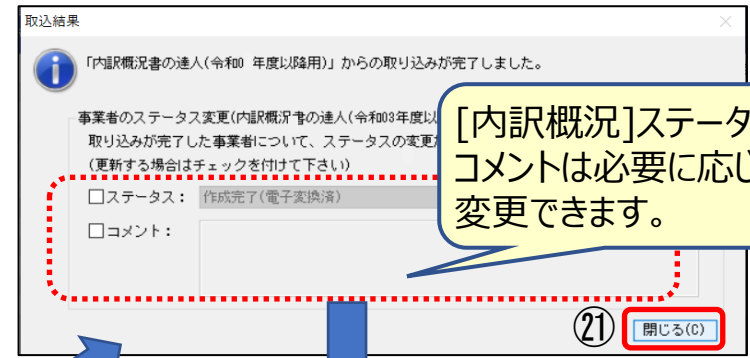 取込結果
「内訳概況書の達人(令和0 年度以降用)」からの取り込みが完了しました。
事業者のステータス変更(内訳概況書の達人(令和03年度以
取り込みが完了した事業者について、ステータスの変更
(更新する場合はチェックを付けて下さい)
□ステータス： 作成完了(電子変換済)
□コメント：
[内訳概況]ステータ
コメントは必要に応じ
変更できます。
㉑ 閉じる(C)